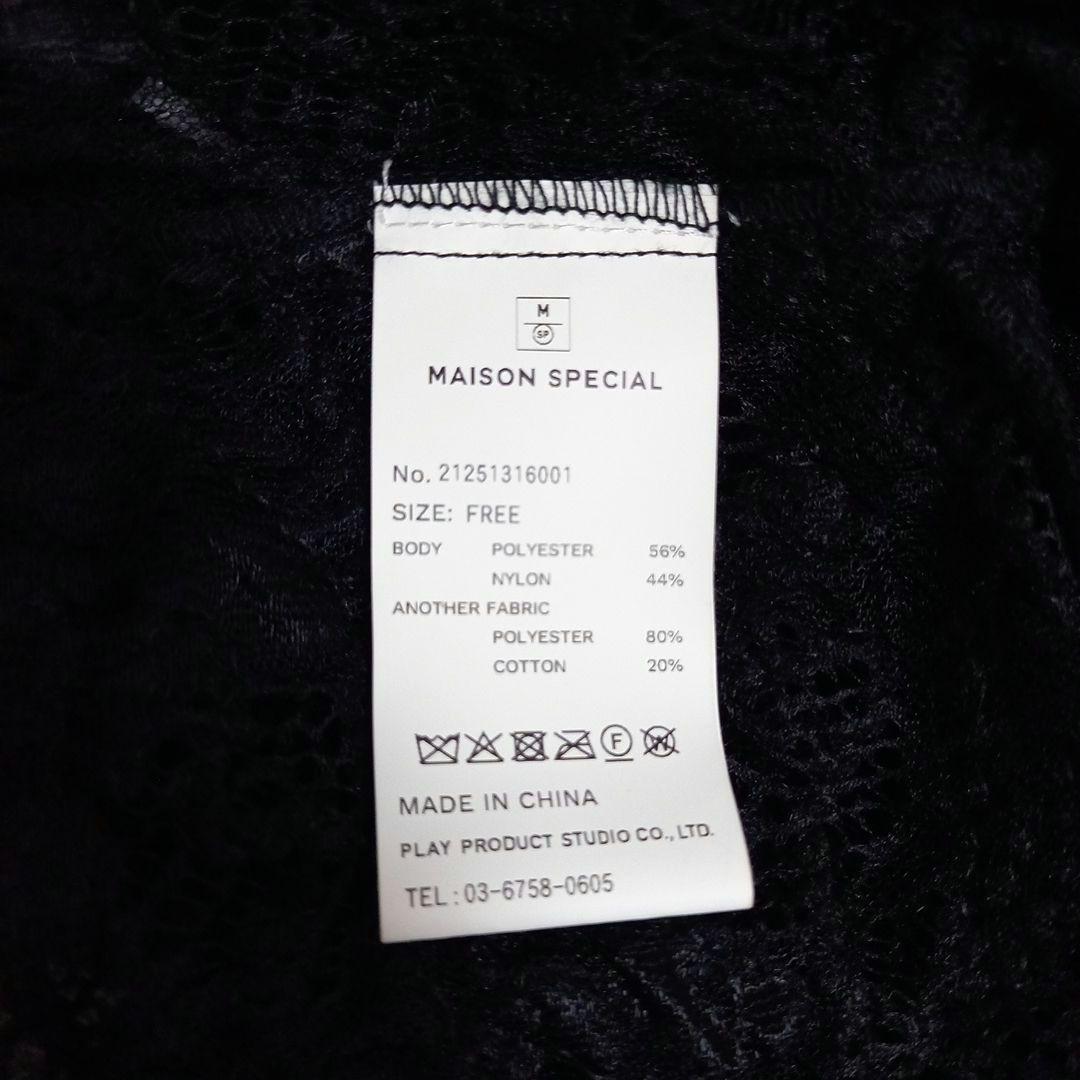 M
SP
MAISON SPECIAL
No. 21251316001
SIZE: FREE
BODY POLYESTER 56%
NYLON 44%
ANOTHER FABRIC
POLYESTER 80%
COTTON 20%
F W
MADE IN CHINA
PLAY PRODUCT STUDIO CO., LTD.
TEL : 03-6758-0605